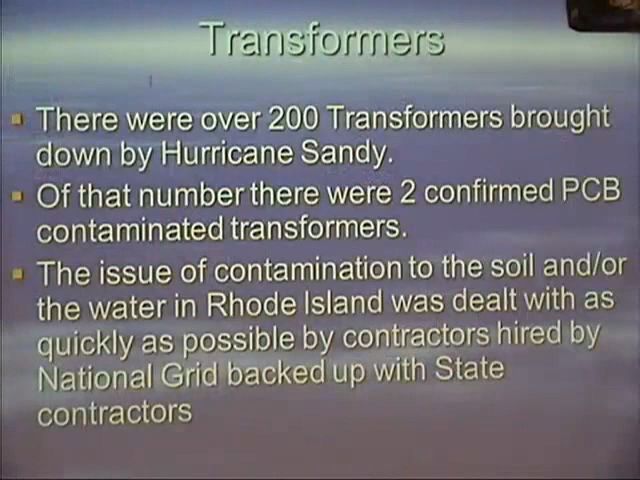 Transformers
There were over 200 Transformers brought
down by Hurricane Sandy.
Of that number there were 2 confirmed PCB
contaminated transformers.
The issue of contamination to the soil and/or
the water in Rhode Island was dealt with as
quickly as possible by contractors hired by
National Grid backed up with State
contractors